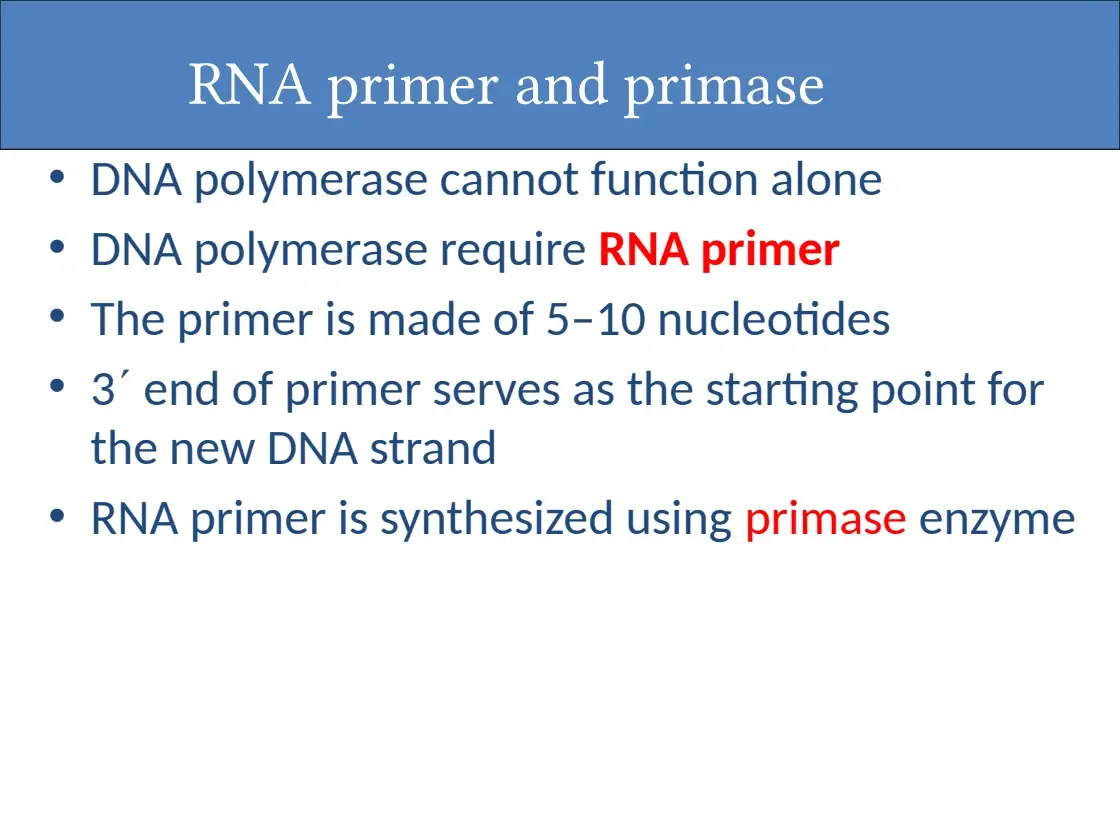 RNA primer and primase
• DNA polymerase cannot function alone
• DNA polymerase require RNA primer
• The primer is made of 5–10 nucleotides
• 3´ end of primer serves as the starting point for
the new DNA strand
• RNA primer is synthesized using primase enzyme